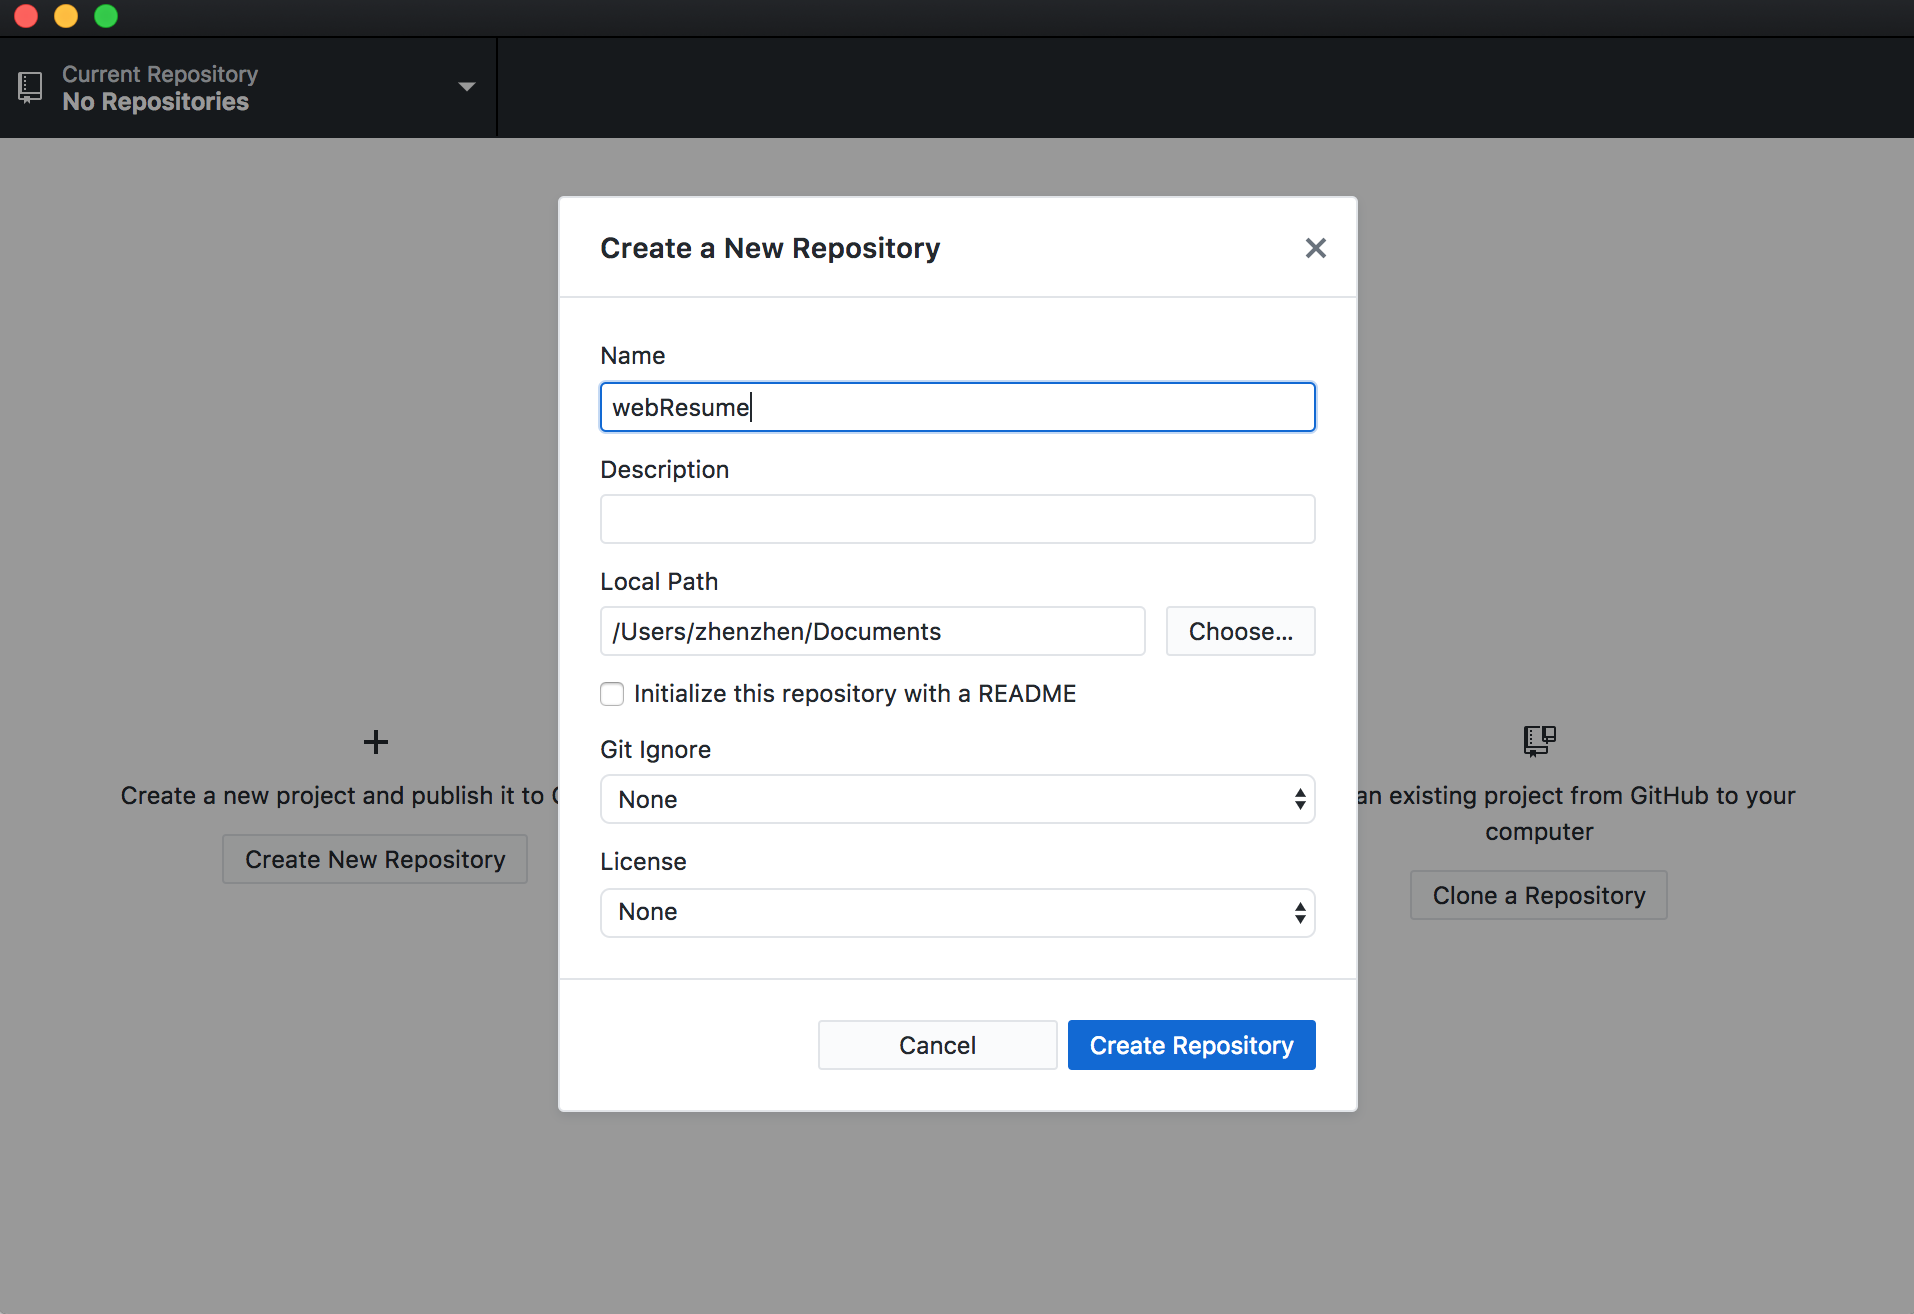 Current Repository
No Repositories
Create a New Repository
Name
webResume
Description
Local Path
/Users/zhenzhen/Documents
Choose...
Initialize this repository with a README
Git Ignore
None
License
None
Cancel
Create Repository
Create a new project and publish it to
Create New Repository
an existing project from GitHub to your
computer
Clone a Repository